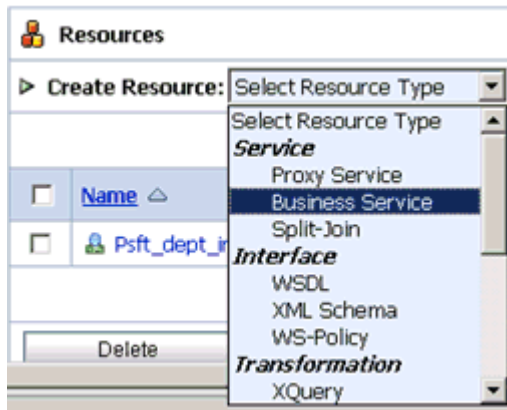 Resources
Create Resource: Select Resource Type
Select Resource Type
Service
Proxy Service
Business Service
Split-Join
Interface
WSDL
XML Schema
WS-Policy
Transformation
XQuery
Name
Psft_dept_i
Delete